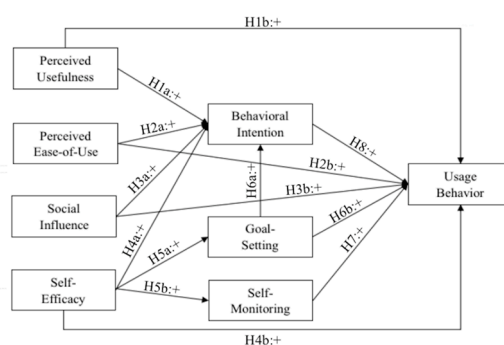 H1b:+
Perceived
Usefulness
H1a:+
Behavioral
Intention
Perceived
Ease-of-Use
H2a:+
H8:+
H2b:+
Usage
Behavior
H3a:+
H6a:+
H3b:+
Social
Influence
H4a:+
Goal-
Setting
H6b:+
H5a:+
H7:+
Self-
Efficacy
H5b:+
Self-
Monitoring
H4b:+